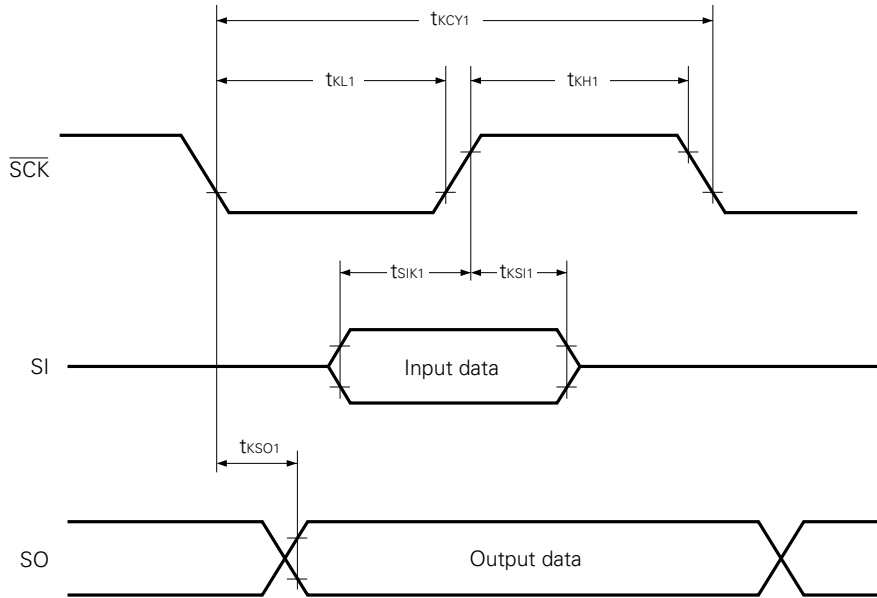 tKCY1
tKL1 tKH1
SCK
tSIK1 tKSI1
SI Input data
tKSO1
SO Output data